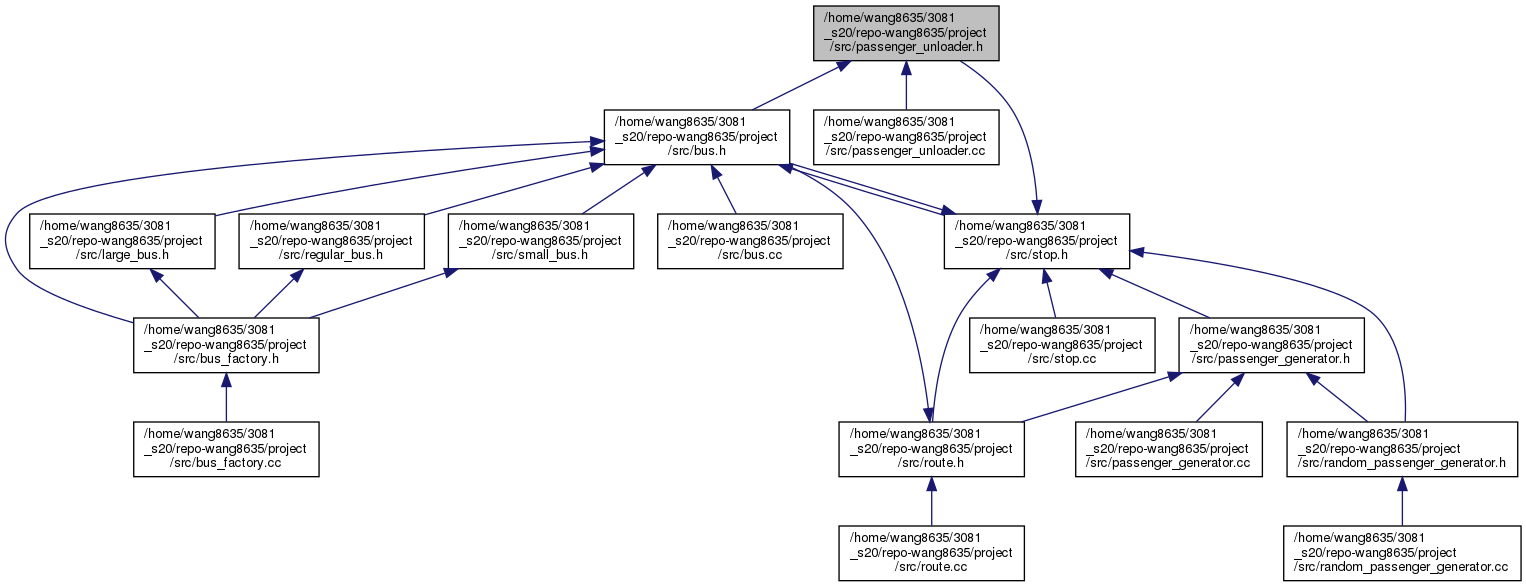 /home/wang8635/3081
_s20/repo-wang8635/project
/src/passenger_unloader.h
/home/wang8635/3081
_s20/repo-wang8635/project
/src/bus.h
/home/wang8635/3081
_s20/repo-wang8635/project
/src/passenger_unloader.cc
/home/wang8635/3081
_s20/repo-wang8635/project
/src/large_bus.h
/home/wang8635/3081
_s20/repo-wang8635/project
/src/regular_bus.h
/home/wang8635/3081
_s20/repo-wang8635/project
/src/small_bus.h
/home/wang8635/3081
_s20/repo-wang8635/project
/src/bus.cc
/home/wang8635/3081
_s20/repo-wang8635/project
/src/stop.h
/home/wang8635/3081
_s20/repo-wang8635/project
/src/bus_factory.h
/home/wang8635/3081
_s20/repo-wang8635/project
/src/stop.cc
/home/wang8635/3081
_s20/repo-wang8635/project
/src/passenger_generator.h
/home/wang8635/3081
_s20/repo-wang8635/project
/src/bus_factory.cc
/home/wang8635/3081
_s20/repo-wang8635/project
/src/route.h
/home/wang8635/3081
_s20/repo-wang8635/project
/src/passenger_generator.cc
/home/wang8635/3081
_s20/repo-wang8635/project
/src/random_passenger_generator.h
/home/wang8635/3081
_s20/repo-wang8635/project
/src/route.cc
/home/wang8635/3081
_s20/repo-wang8635/project
/src/random_passenger_generator.cc